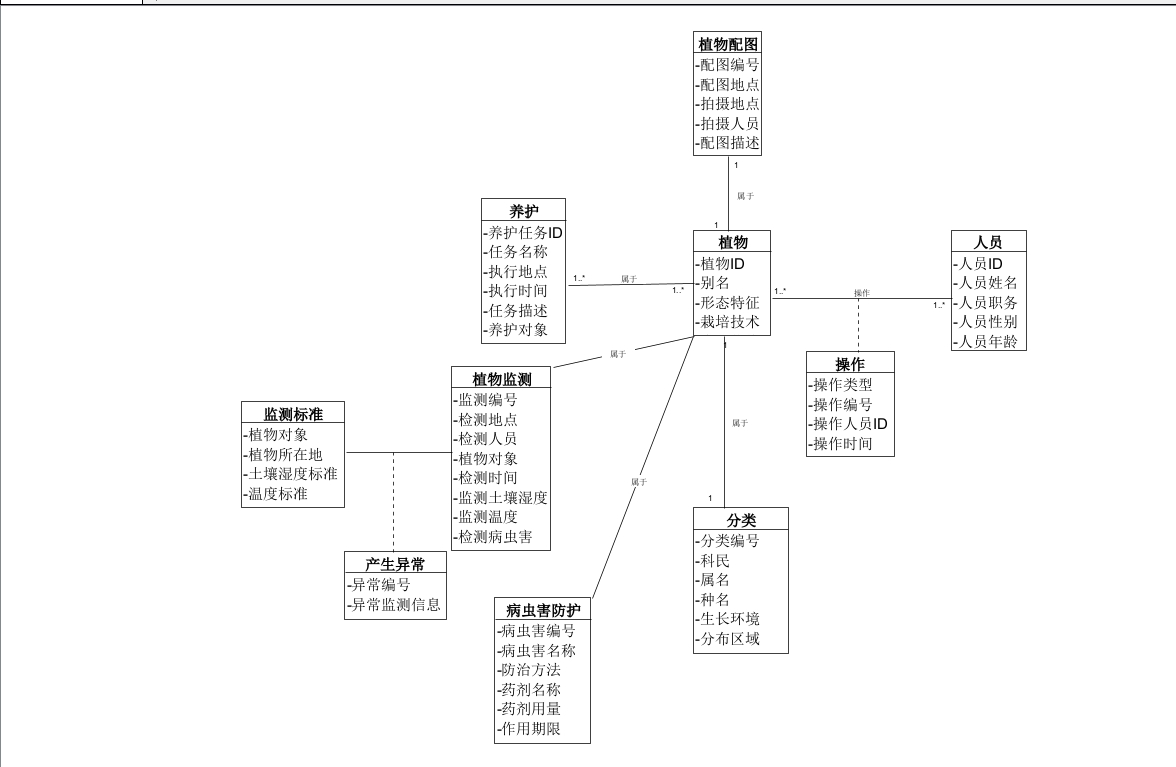 植物配图
-配图编号
-配图地点
-拍摄地点
-拍摄人员
-配图描述
1
属于
1
养护
-养护任务ID
-任务名称
-执行地点
-执行时间
-任务描述
-养护对象
1..*
属于
1..*
植物
-植物ID
-别名
-形态特征
-栽培技术
1..*
操作
1..*
人员
-人员ID
-人员姓名
-人员职务
-人员性别
-人员年龄
操作
-操作类型
-操作编号
-操作人员ID
-操作时间
属于
植物监测
-监测编号
-检测地点
-检测人员
-植物对象
-检测时间
-监测土壤湿度
-监测温度
-检测病虫害
监测标准
-植物对象
-植物所在地
-土壤湿度标准
-温度标准
产生异常
-异常编号
-异常监测信息
属于
病虫害防护
-病虫害编号
-病虫害名称
-防治方法
-药剂名称
-药剂用量
-作用期限
1
属于
1
分类
-分类编号
-科民
-属名
-种名
-生长环境
-分布区域